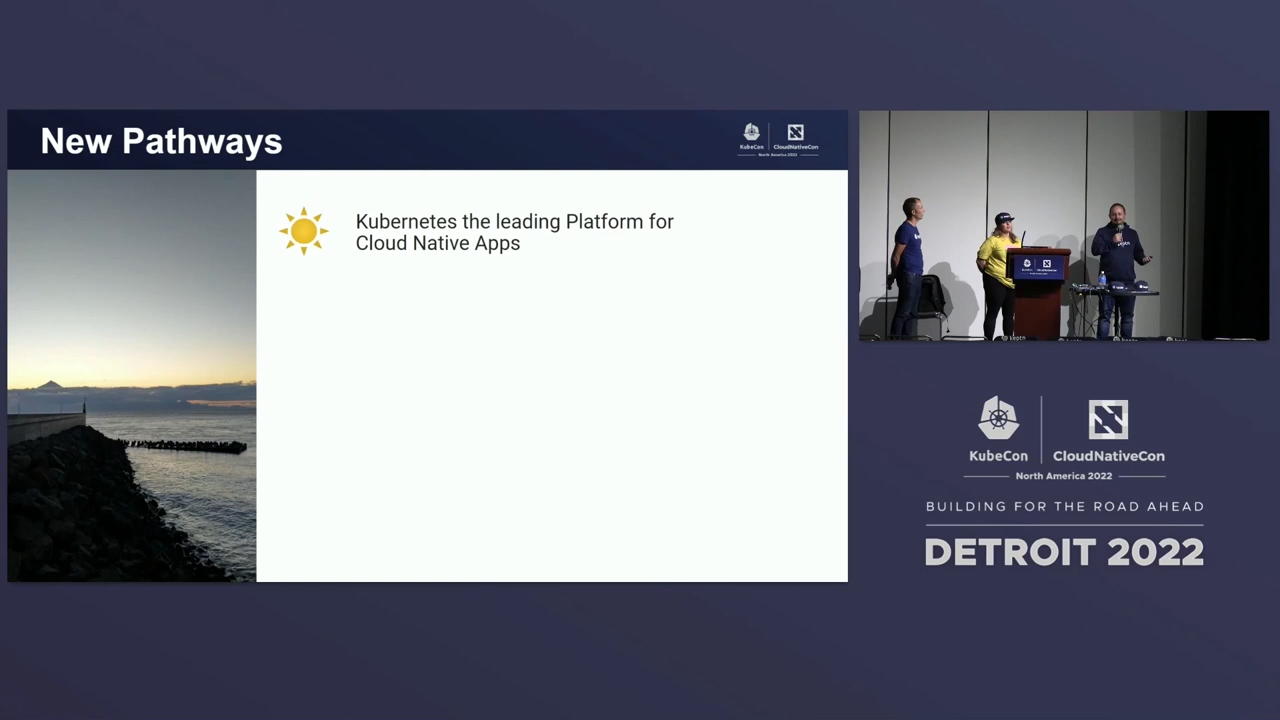 New Pathways
KubeCon
CloudNativeCon
North America 2022
Kubernetes the leading Platform for
Cloud Native Apps
keptn
KubeCon
CloudNativeCon
North America 2022
BUILDING FOR THE ROAD AHEAD
DETROIT 2022